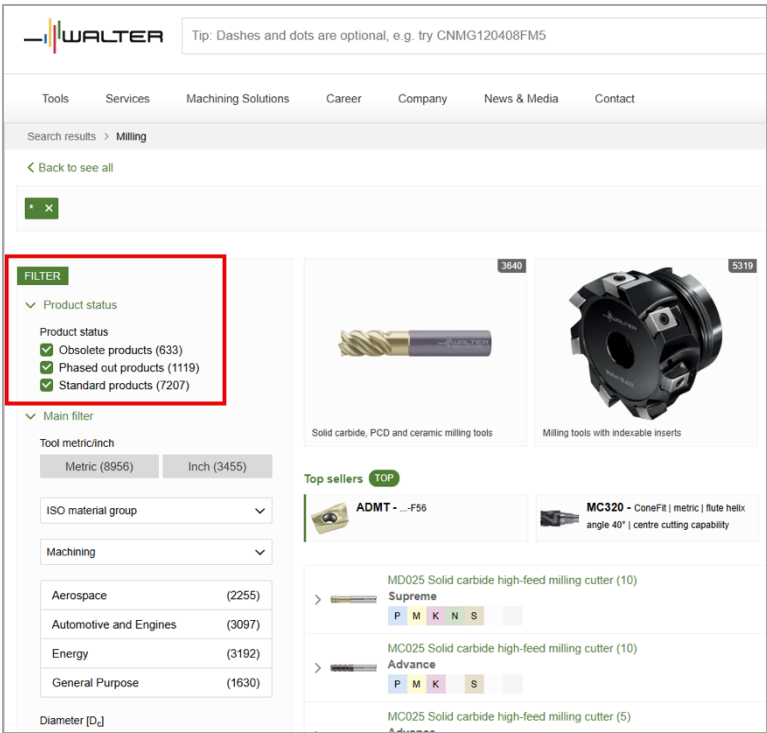 WALTER
Tip: Dashes and dots are optional, e.g. try CNMG120408FM5
Tools Services Machining Solutions Career Company News & Media Contact
Search results > Milling
Back to see all
* ×
FILTER
Product status
Product status
Obsolete products (633)
Phased out products (1119)
Standard products (7207)
Main filter
Tool metric/inch
Metric (8956) Inch (3455)
ISO material group
Machining
Aerospace (2255)
Automotive and Engines (3097)
Energy (3192)
General Purpose (1630)
Diameter [Dc]
3640
WALTER
Solid carbide, PCD and ceramic milling tools
5319
WALTER
Milling tools with indexable inserts
Top sellers TOP
ADMT - ...-F56
MC320 - ConeFit | metric | flute helix
angle 40° | centre cutting capability
MD025 Solid carbide high-feed milling cutter (10)
Supreme
P M K N S
MC025 Solid carbide high-feed milling cutter (10)
Advance
P M K S
MC025 Solid carbide high-feed milling cutter (5)
Advance